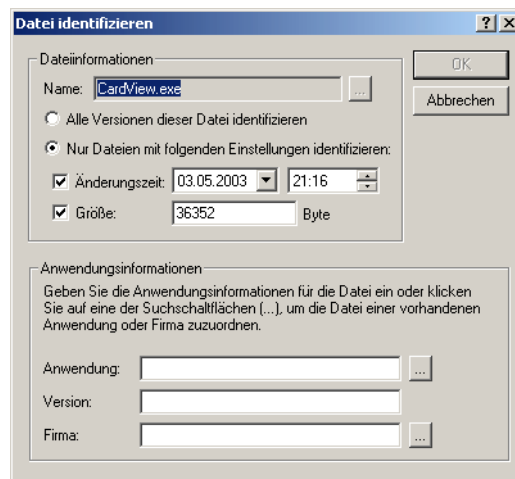 Datei identifizieren
Dateiinformationen
Name: CardView.exe ...
Alle Versionen dieser Datei identifizieren
Nur Dateien mit folgenden Einstellungen identifizieren:
Änderungszeit: 03.05.2003 21:16
Größe: 36352 Byte
OK
Abbrechen
Anwendungsinformationen
Geben Sie die Anwendungsinformationen für die Datei ein oder klicken
Sie auf eine der Suchschaltflächen (...), um die Datei einer vorhandenen
Anwendung oder Firma zuzuordnen.
Anwendung: ...
Version:
Firma: ...